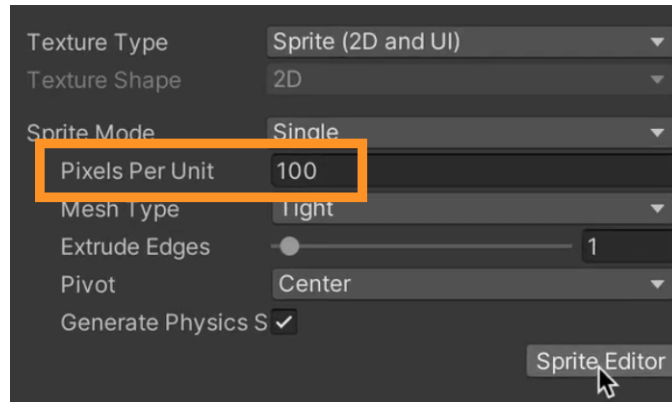 Texture Type Sprite (2D and UI)
Texture Shape 2D
Sprite Mode Single
Pixels Per Unit 100
Mesh Type Tight
Extrude Edges 1
Pivot Center
Generate Physics S
Sprite Editor